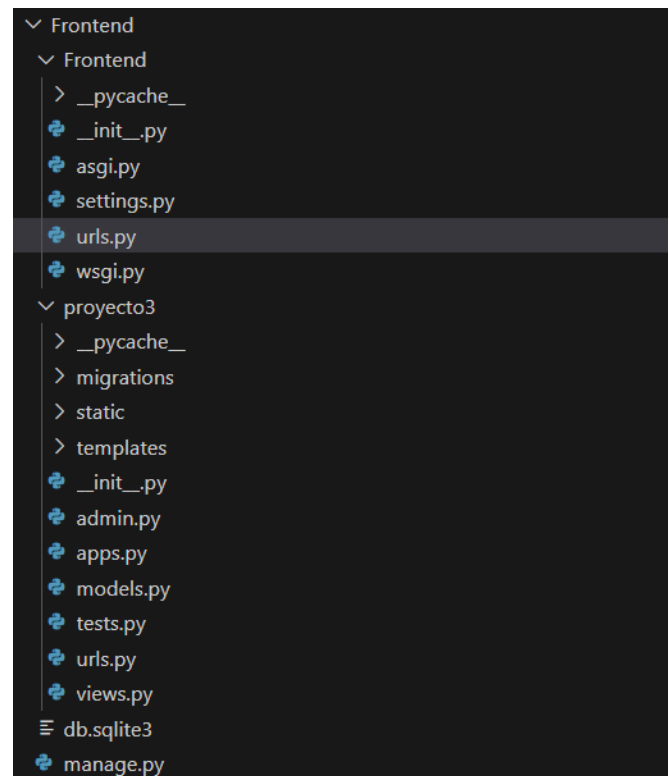 Frontend
Frontend
__pycache__
__init__.py
asgi.py
settings.py
urls.py
wsgi.py
proyecto3
__pycache__
migrations
static
templates
__init__.py
admin.py
apps.py
models.py
tests.py
urls.py
views.py
db.sqlite3
manage.py